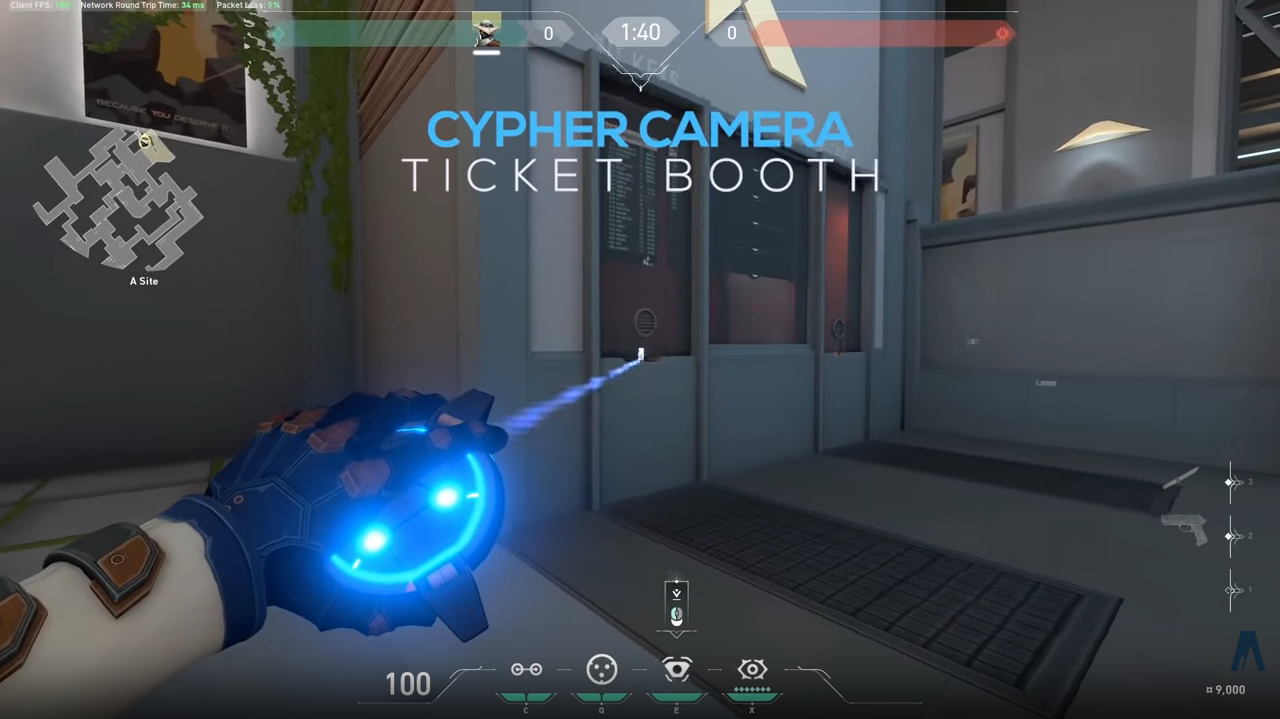 Client FPS: Network Round Trip Time: 34 ms Packet Loss: 0%
0 1:40 0
BECAUSE YOU DESERVE IT...
CYPHER CAMERA
TICKET BOOTH
A Site
3
2
1
100
C Q E X
9,000